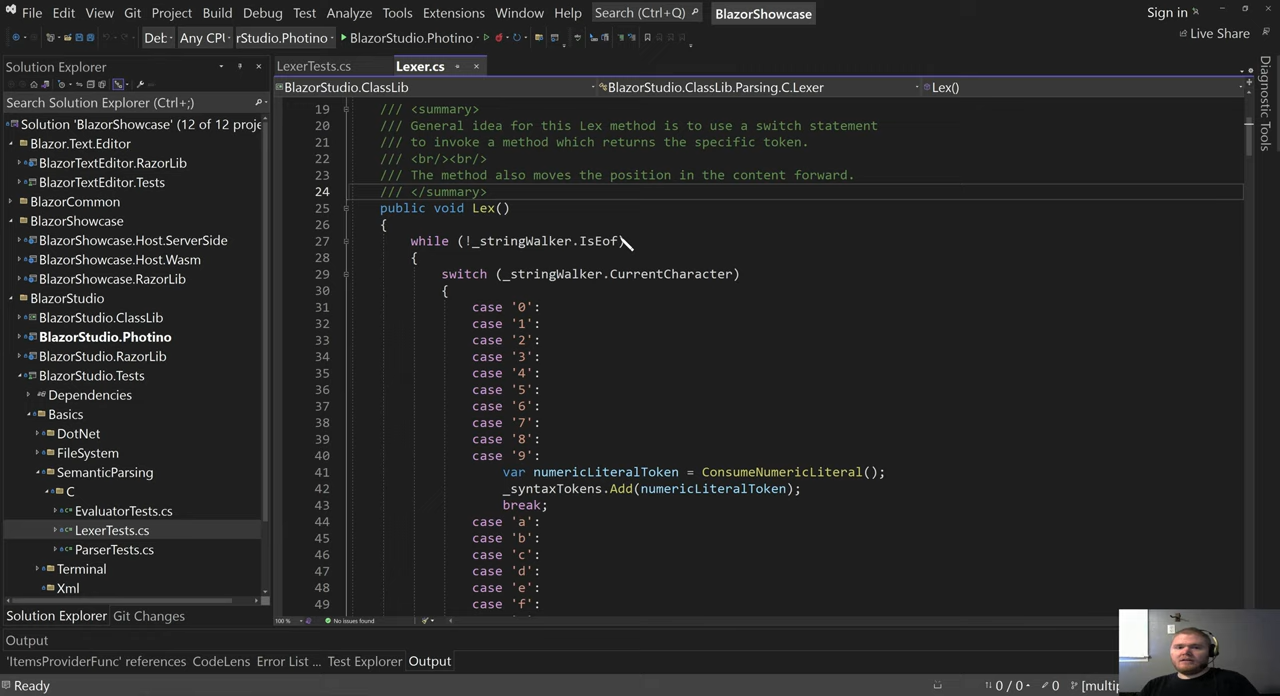 File Edit View Git Project Build Debug Test Analyze Tools Extensions Window Help Search (Ctrl+Q) BlazorShowcase Sign in
Deb Any CPU rStudio.Photino BlazorStudio.Photino Live Share
Solution Explorer
LexerTests.cs Lexer.cs
BlazorStudio.ClassLib BlazorStudio.ClassLib.Parsing.C.Lexer Lex()
Diagnostic Tools
Search Solution Explorer (Ctrl+;)
Solution 'BlazorShowcase' (12 of 12 proje
Blazor.Text.Editor
BlazorTextEditor.RazorLib
BlazorTextEditor.Tests
BlazorCommon
BlazorShowcase
BlazorShowcase.Host.ServerSide
BlazorShowcase.Host.Wasm
BlazorShowcase.RazorLib
BlazorStudio
BlazorStudio.ClassLib
BlazorStudio.Photino
BlazorStudio.RazorLib
BlazorStudio.Tests
Dependencies
Basics
DotNet
FileSystem
SemanticParsing
C
EvaluatorTests.cs
LexerTests.cs
ParserTests.cs
Terminal
Xml
Solution Explorer Git Changes
19 /// <summary>
20 /// General idea for this Lex method is to use a switch statement
21 /// to invoke a method which returns the specific token.
22 /// <br/><br/>
23 /// The method also moves the position in the content forward.
24 /// </summary>
25 public void Lex()
26 {
27 while (!_stringWalker.IsEof)
28 {
29 switch (_stringWalker.CurrentCharacter)
30 {
31 case '0':
32 case '1':
33 case '2':
34 case '3':
35 case '4':
36 case '5':
37 case '6':
38 case '7':
39 case '8':
40 case '9':
41 var numericLiteralToken = ConsumeNumericLiteral();
42 _syntaxTokens.Add(numericLiteralToken);
43 break;
44 case 'a':
45 case 'b':
46 case 'c':
47 case 'd':
48 case 'e':
49 case 'f':
100 % No issues found
Output
'ItemsProviderFunc' references CodeLens Error List ... Test Explorer Output
Ready 0 / 0 0 [multip